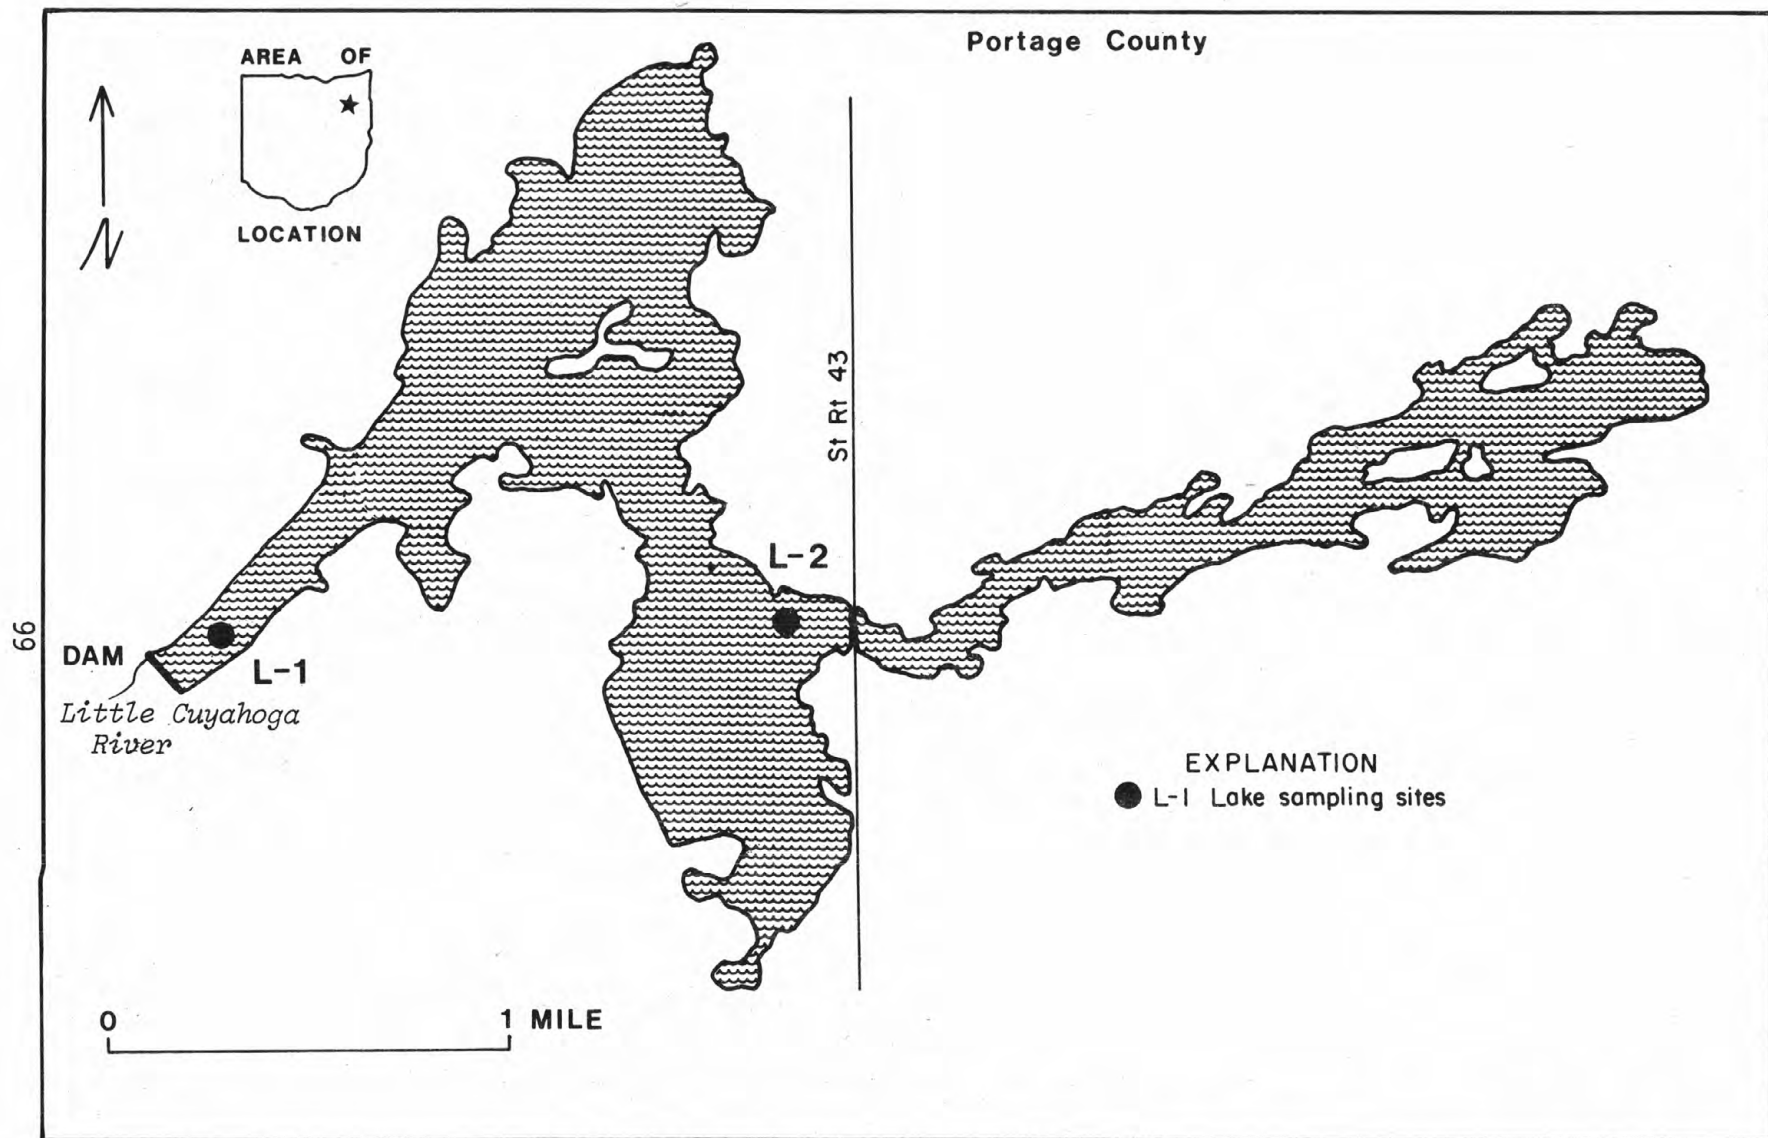 Portage County
AREA OF
LOCATION
N
St Rt 43
L-2
DAM
L-1
Little Cuyahoga
River
EXPLANATION
L-1 Lake sampling sites
0 1 MILE
66